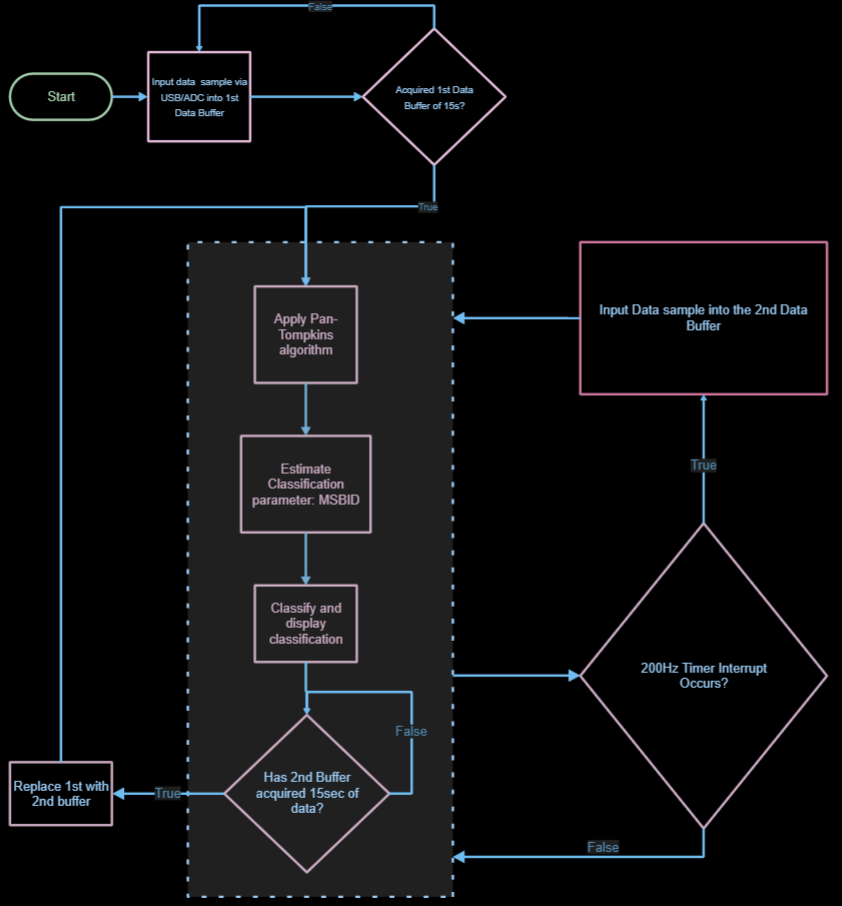 False
Start
Input data sample via
USB/ADC into 1st
Data Buffer
Acquired 1st Data
Buffer of 15s?
True
Apply Pan-
Tompkins
algorithm
Input Data sample into the 2nd Data
Buffer
True
Estimate
Classification
parameter: MSBID
Classify and
display
classification
200Hz Timer Interrupt
Occurs?
False
Has 2nd Buffer
acquired 15sec of
data?
True
Replace 1st with
2nd buffer
False